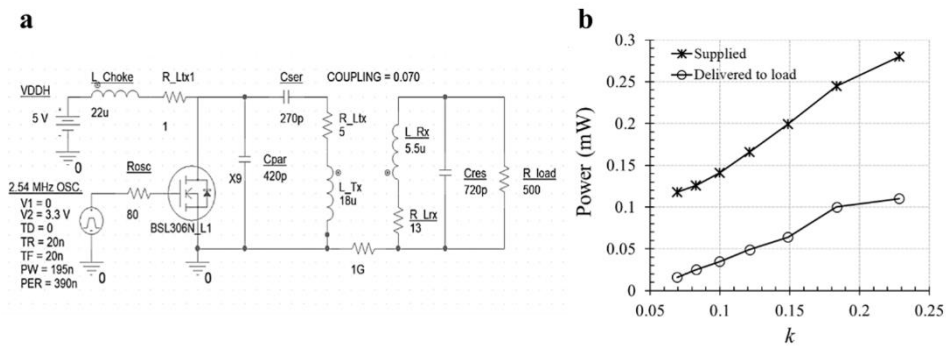 a
VDDH
5 V
L_Choke
22u
R_Ltx1
1
0
Rosc
80
2.54 MHz OSC.
V1 = 0
V2 = 3.3 V
TD = 0
TR = 20n
TF = 20n
PW = 195n
PER = 390n
0
X9
BSL306N_L1
0
Cpar
420p
Cser
270p
R_Ltx
5
L_Tx
18u
COUPLING = 0.070
L_Rx
5.5u
R_Lrx
13
1G
Cres
720p
R_load
500
b
Power (mW)
0.3
0.25
0.2
0.15
0.1
0.05
0
Supplied
Delivered to load
0.05 0.1 0.15 0.2 0.25
k